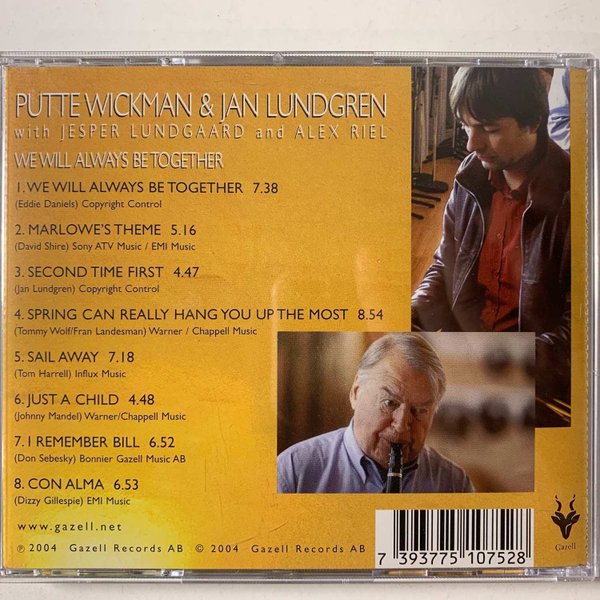 PUTTE WICKMAN & JAN LUNDGREN
with JESPER LUNDGAARD and ALEX RIEL
WE WILL ALWAYS BE TOGETHER
1. WE WILL ALWAYS BE TOGETHER 7.38
(Eddie Daniels) Copyright Control
2. MARLOWE'S THEME 5.16
(David Shire) Sony ATV Music / EMI Music
3. SECOND TIME FIRST 4.47
(Jan Lundgren) Copyright Control
4. SPRING CAN REALLY HANG YOU UP THE MOST 8.54
(Tommy Wolf/Fran Landesman) Warner / Chappell Music
5. SAIL AWAY 7.18
(Tom Harrell) Influx Music
6. JUST A CHILD 4.48
(Johnny Mandel) Warner/Chappell Music
7. I REMEMBER BILL 6.52
(Don Sebesky) Bonnier Gazell Music AB
8. CON ALMA 6.53
(Dizzy Gillespie) EMI Music
www.gazell.net
℗ 2004 Gazell Records AB © 2004 Gazell Records AB
7 393775 107528
Gazell